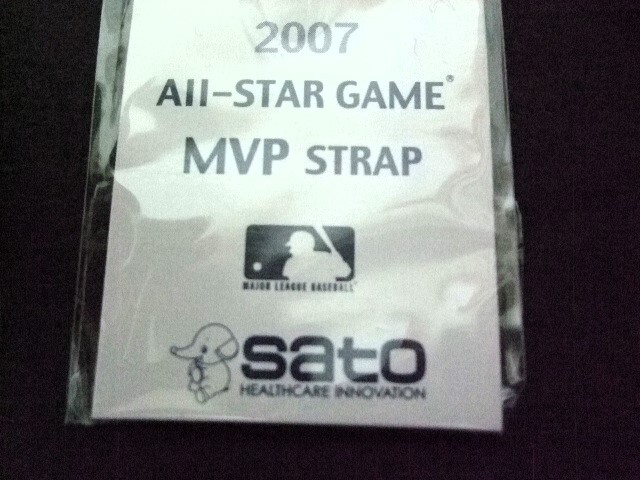 2007
All-STAR GAME®
MVP STRAP
MAJOR LEAGUE BASEBALL
sato
HEALTHCARE INNOVATION